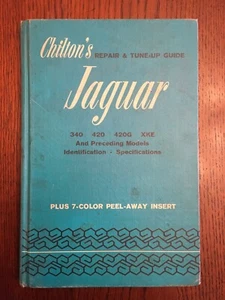 Chilton's REPAIR & TUNE-UP GUIDE
Jaguar
340 420 420G XKE
And Preceding Models
Identification - Specifications
PLUS 7-COLOR PEEL-AWAY INSERT